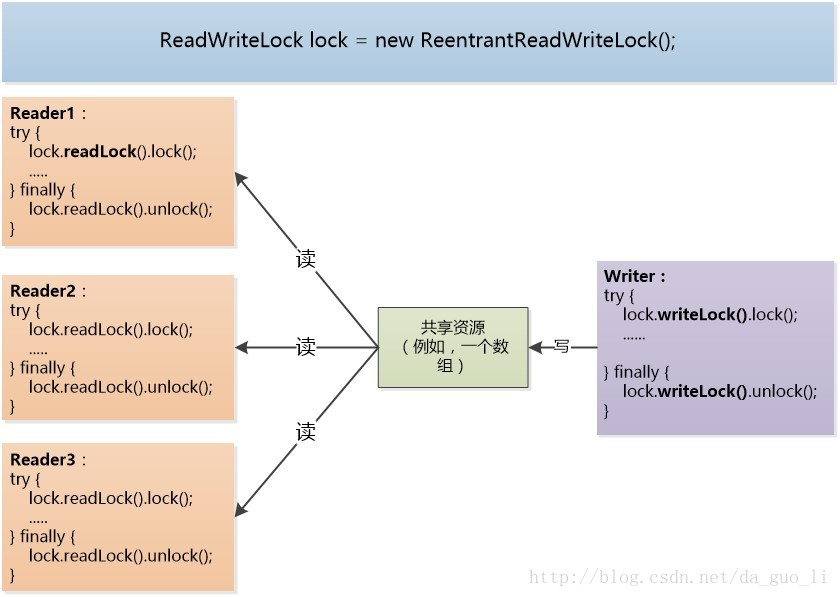 ReadWriteLock lock = new ReentrantReadWriteLock();
Reader1：
try {
lock.readLock().lock();
.....
} finally {
lock.readLock().unlock();
}
Reader2：
try {
lock.readLock().lock();
.....
} finally {
lock.readLock().unlock();
}
Reader3：
try {
lock.readLock().lock();
.....
} finally {
lock.readLock().unlock();
}
读
读
读
共享资源
（例如，一个数
组）
写
Writer：
try {
lock.writeLock().lock();
......
} finally {
lock.writeLock().unlock();
}
http://blog.csdn.net/da_guo_li